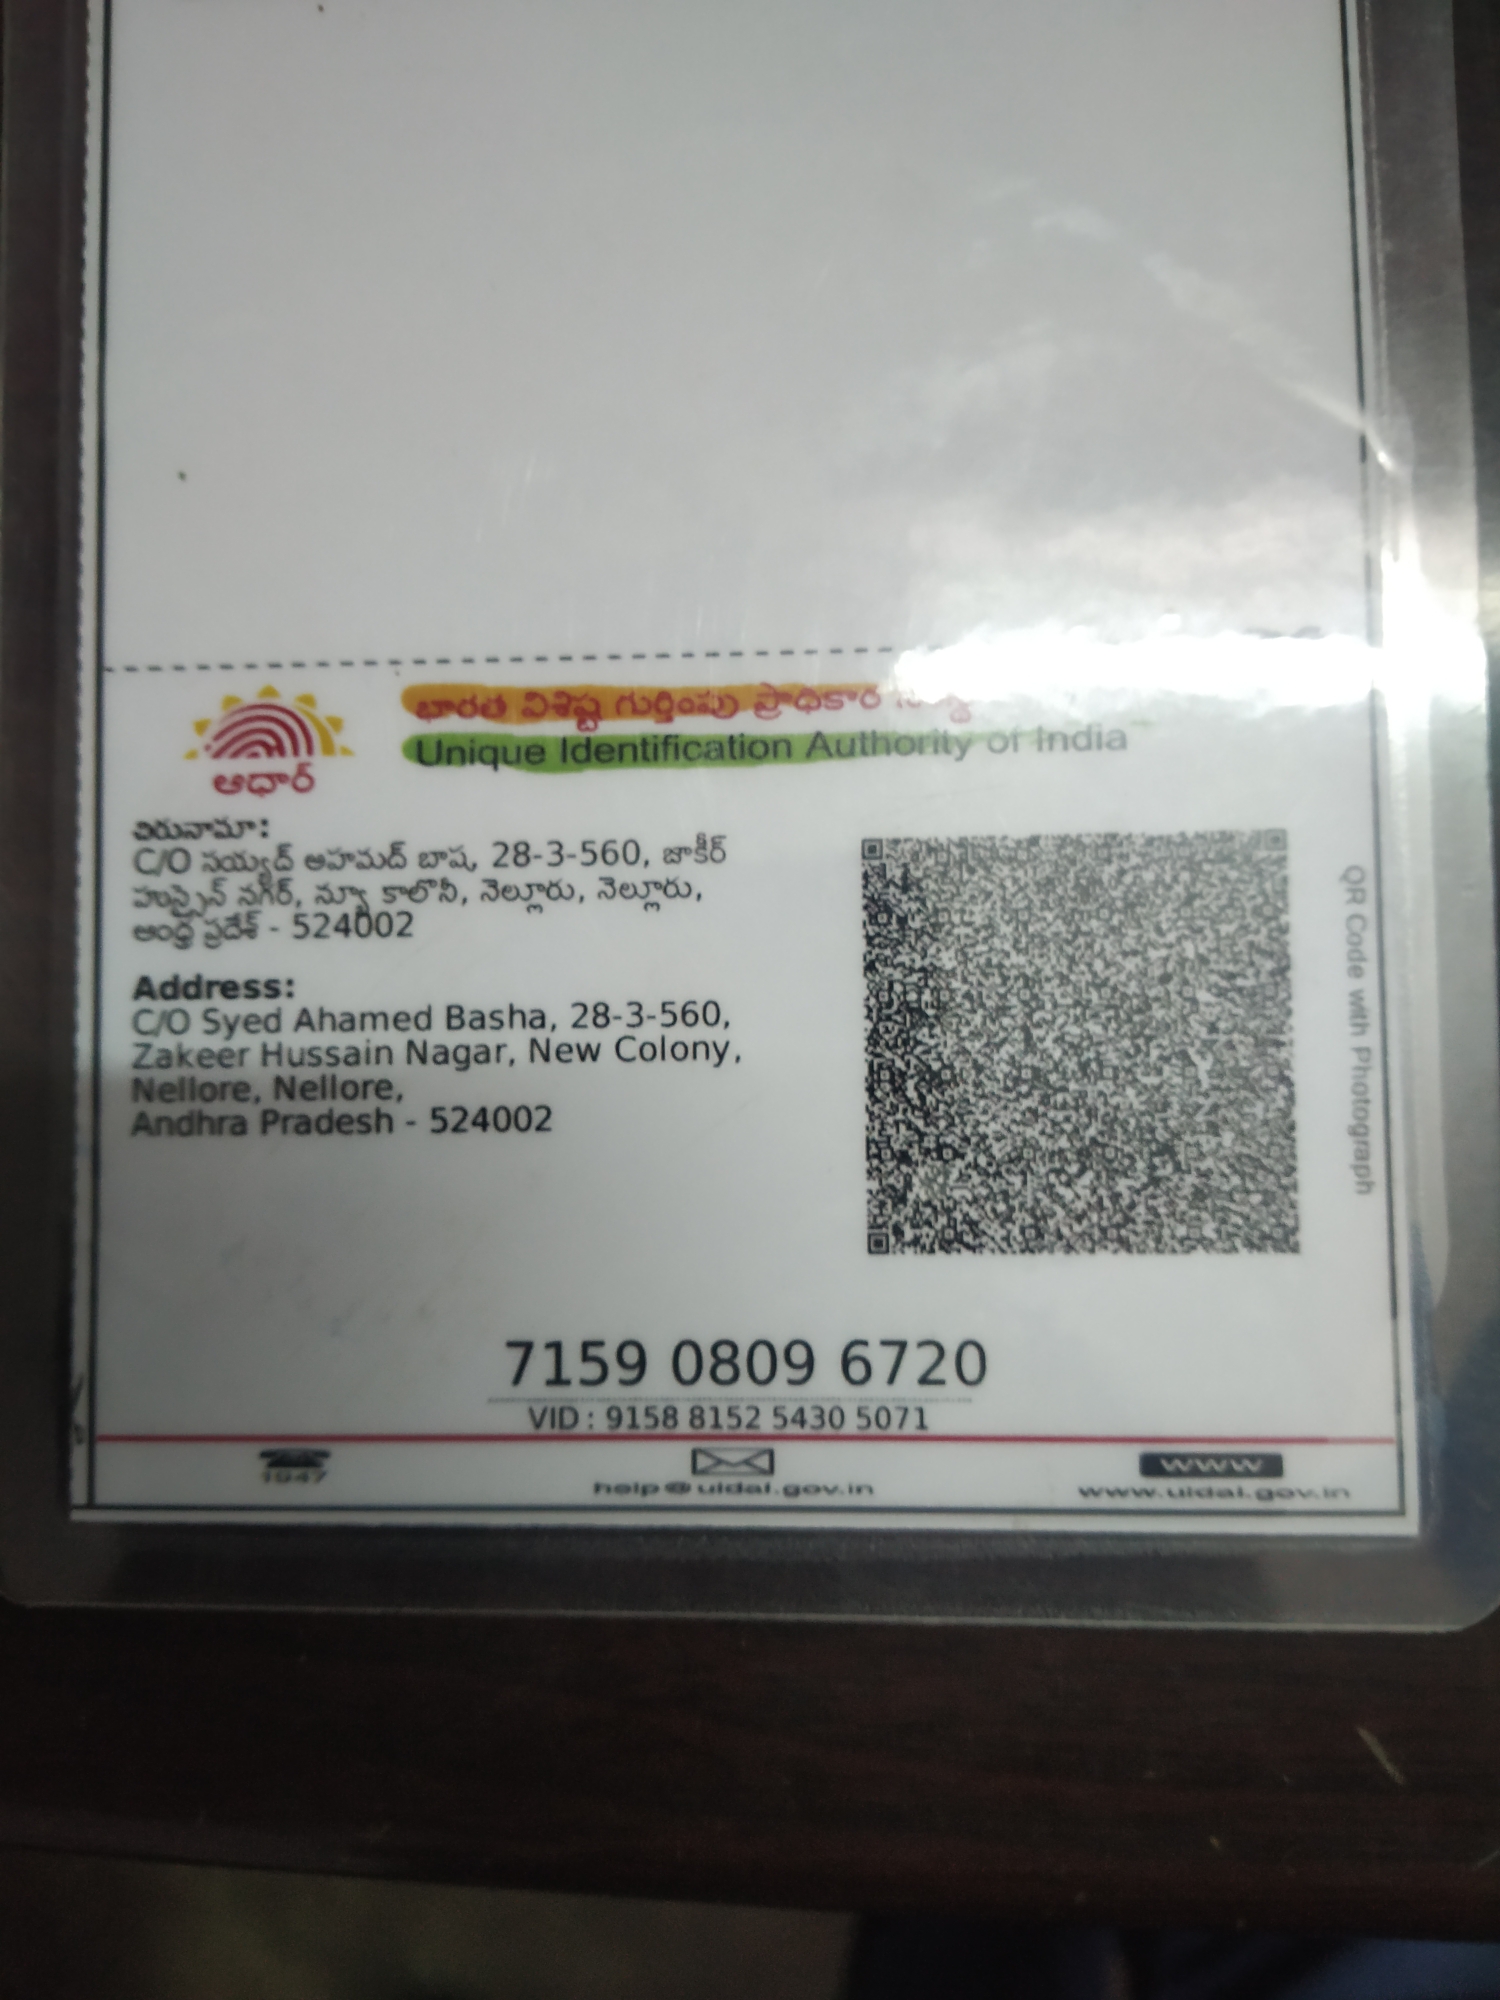 ఆధార్
భారత విశిష్ట గుర్తింపు ప్రాధికార
Unique Identification Authority of India
చిరునామా:
C/O సయ్యద్ అహమద్ బాష, 28-3-560, జాకీర్
హుస్సైన్ నగర్, న్యూ కాలొనీ, నెల్లూరు, నెల్లూరు,
ఆంధ్ర ప్రదేశ్ - 524002
Address:
C/O Syed Ahamed Basha, 28-3-560,
Zakeer Hussain Nagar, New Colony,
Nellore, Nellore,
Andhra Pradesh - 524002
QR Code with Photograph
7159 0809 6720
VID : 9158 8152 5430 5071
1947
help@uidai.gov.in
www
www.uidai.gov.in